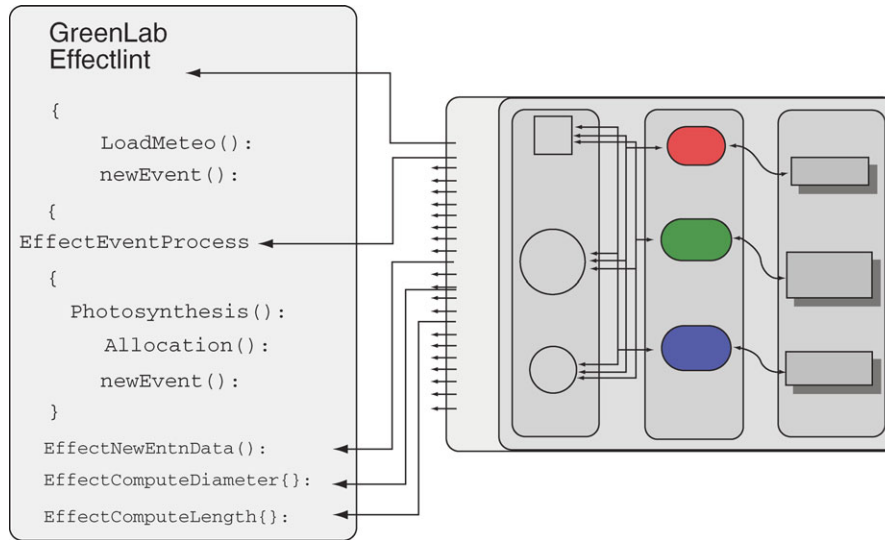 GreenLab
Effectlint
{
LoadMeteo():
newEvent():
{
EffectEventProcess
{
Photosynthesis():
Allocation():
newEvent():
}
EffectNewEntnData():
EffectComputeDiameter{}:
EffectComputeLength{}: